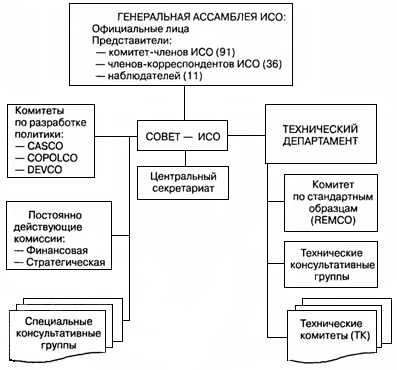 ГЕНЕРАЛЬНАЯ АССАМБЛЕЯ ИСО:
Официальные лица
Представители:
— комитет-членов ИСО (91)
— членов-корреспондентов ИСО (36)
— наблюдателей (11)
Комитеты
по разработке
политики:
— CASCO
— COPOLCO
— DEVCO
СОВЕТ — ИСО
ТЕХНИЧЕСКИЙ
ДЕПАРТАМЕНТ
Центральный
секретариат
Комитет
по стандартным
образцам
(REMCO)
Постоянно
действующие
комиссии:
— Финансовая
— Стратегическая
Технические
консультативные
группы
Специальные
консультативные
группы
Технические
комитеты (ТК)